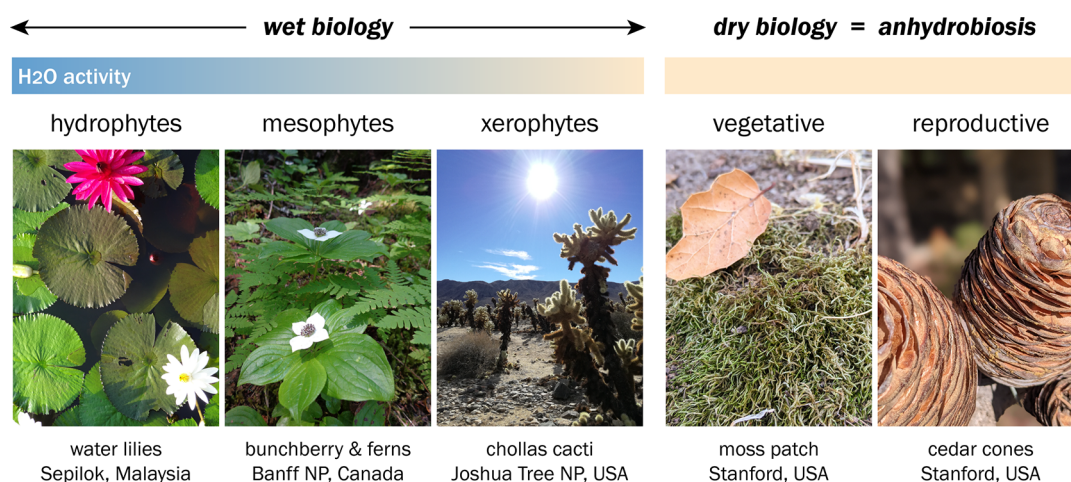 wet biology
dry biology = anhydrobiosis
H2O activity
hydrophytes
mesophytes
xerophytes
vegetative
reproductive
water lilies
Sepilok, Malaysia
bunchberry & ferns
Banff NP, Canada
chollas cacti
Joshua Tree NP, USA
moss patch
Stanford, USA
cedar cones
Stanford, USA